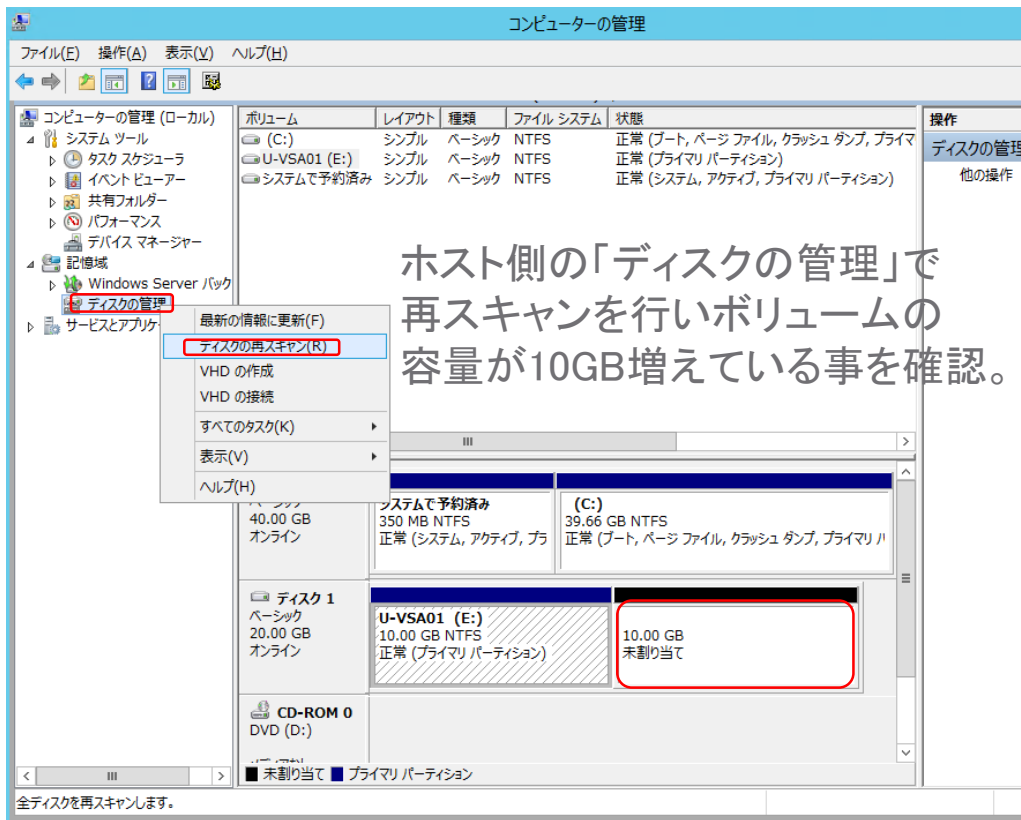 コンピューターの管理
ファイル(F) 操作(A) 表示(V) ヘルプ(H)
コンピューターの管理 (ローカル)
システム ツール
タスク スケジューラ
イベント ビューアー
共有フォルダー
パフォーマンス
デバイス マネージャー
記憶域
Windows Server バック
ディスクの管理
サービスとアプリケ
最新の情報に更新(F)
ディスクの再スキャン(R)
VHD の作成
VHD の接続
すべてのタスク(K)
表示(V)
ヘルプ(H)
ボリューム レイアウト 種類 ファイル システム 状態
(C:) シンプル ベーシック NTFS 正常 (ブート, ページ ファイル, クラッシュ ダンプ, プライマ
U-VSA01 (E:) シンプル ベーシック NTFS 正常 (プライマリ パーティション)
システムで予約済み シンプル ベーシック NTFS 正常 (システム, アクティブ, プライマリ パーティション)
操作
ディスクの管理
他の操作
ホスト側の「ディスクの管理」で
再スキャンを行いボリュームの
容量が10GB増えている事を確認。
ベーシック
40.00 GB
オンライン
システムで予約済み
350 MB NTFS
正常 (システム, アクティブ, プラ
(C:)
39.66 GB NTFS
正常 (ブート, ページ ファイル, クラッシュ ダンプ, プライマリ パ
ディスク 1
ベーシック
20.00 GB
オンライン
U-VSA01 (E:)
10.00 GB NTFS
正常 (プライマリ パーティション)
10.00 GB
未割り当て
CD-ROM 0
DVD (D:)
未割り当て プライマリ パーティション
全ディスクを再スキャンします。